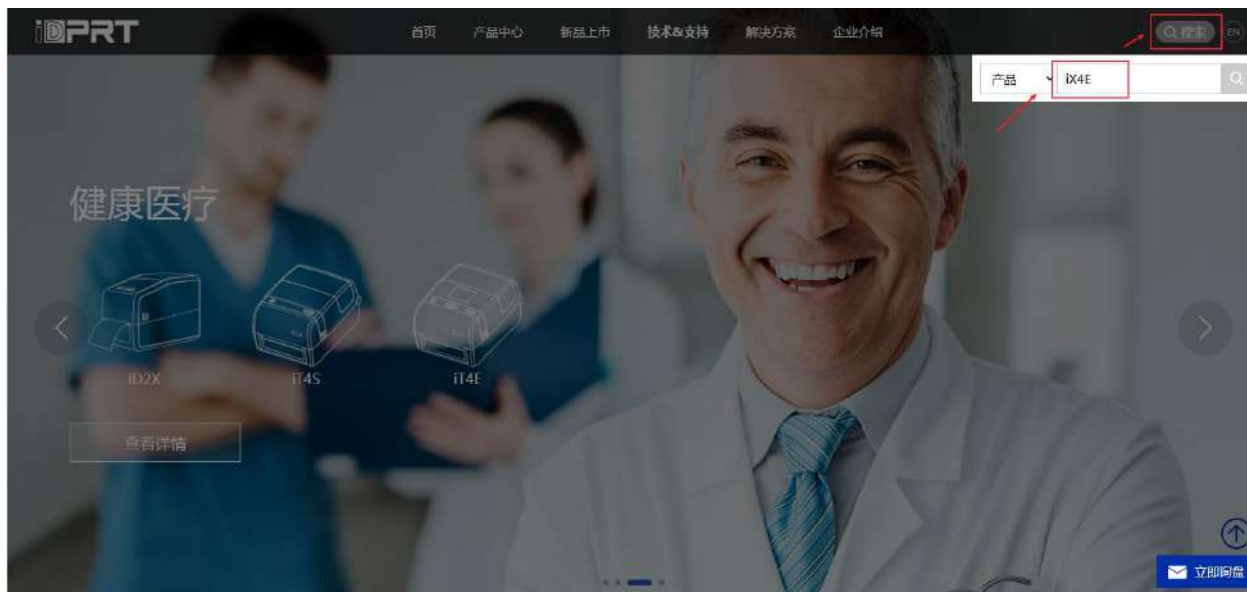 iDPRT
首页 产品中心 新品上市 技术&支持 解决方案 企业介绍
搜索 EN
产品 iX4E
健康医疗
iD2X iT4S iT4E
查看详情
立即询盘